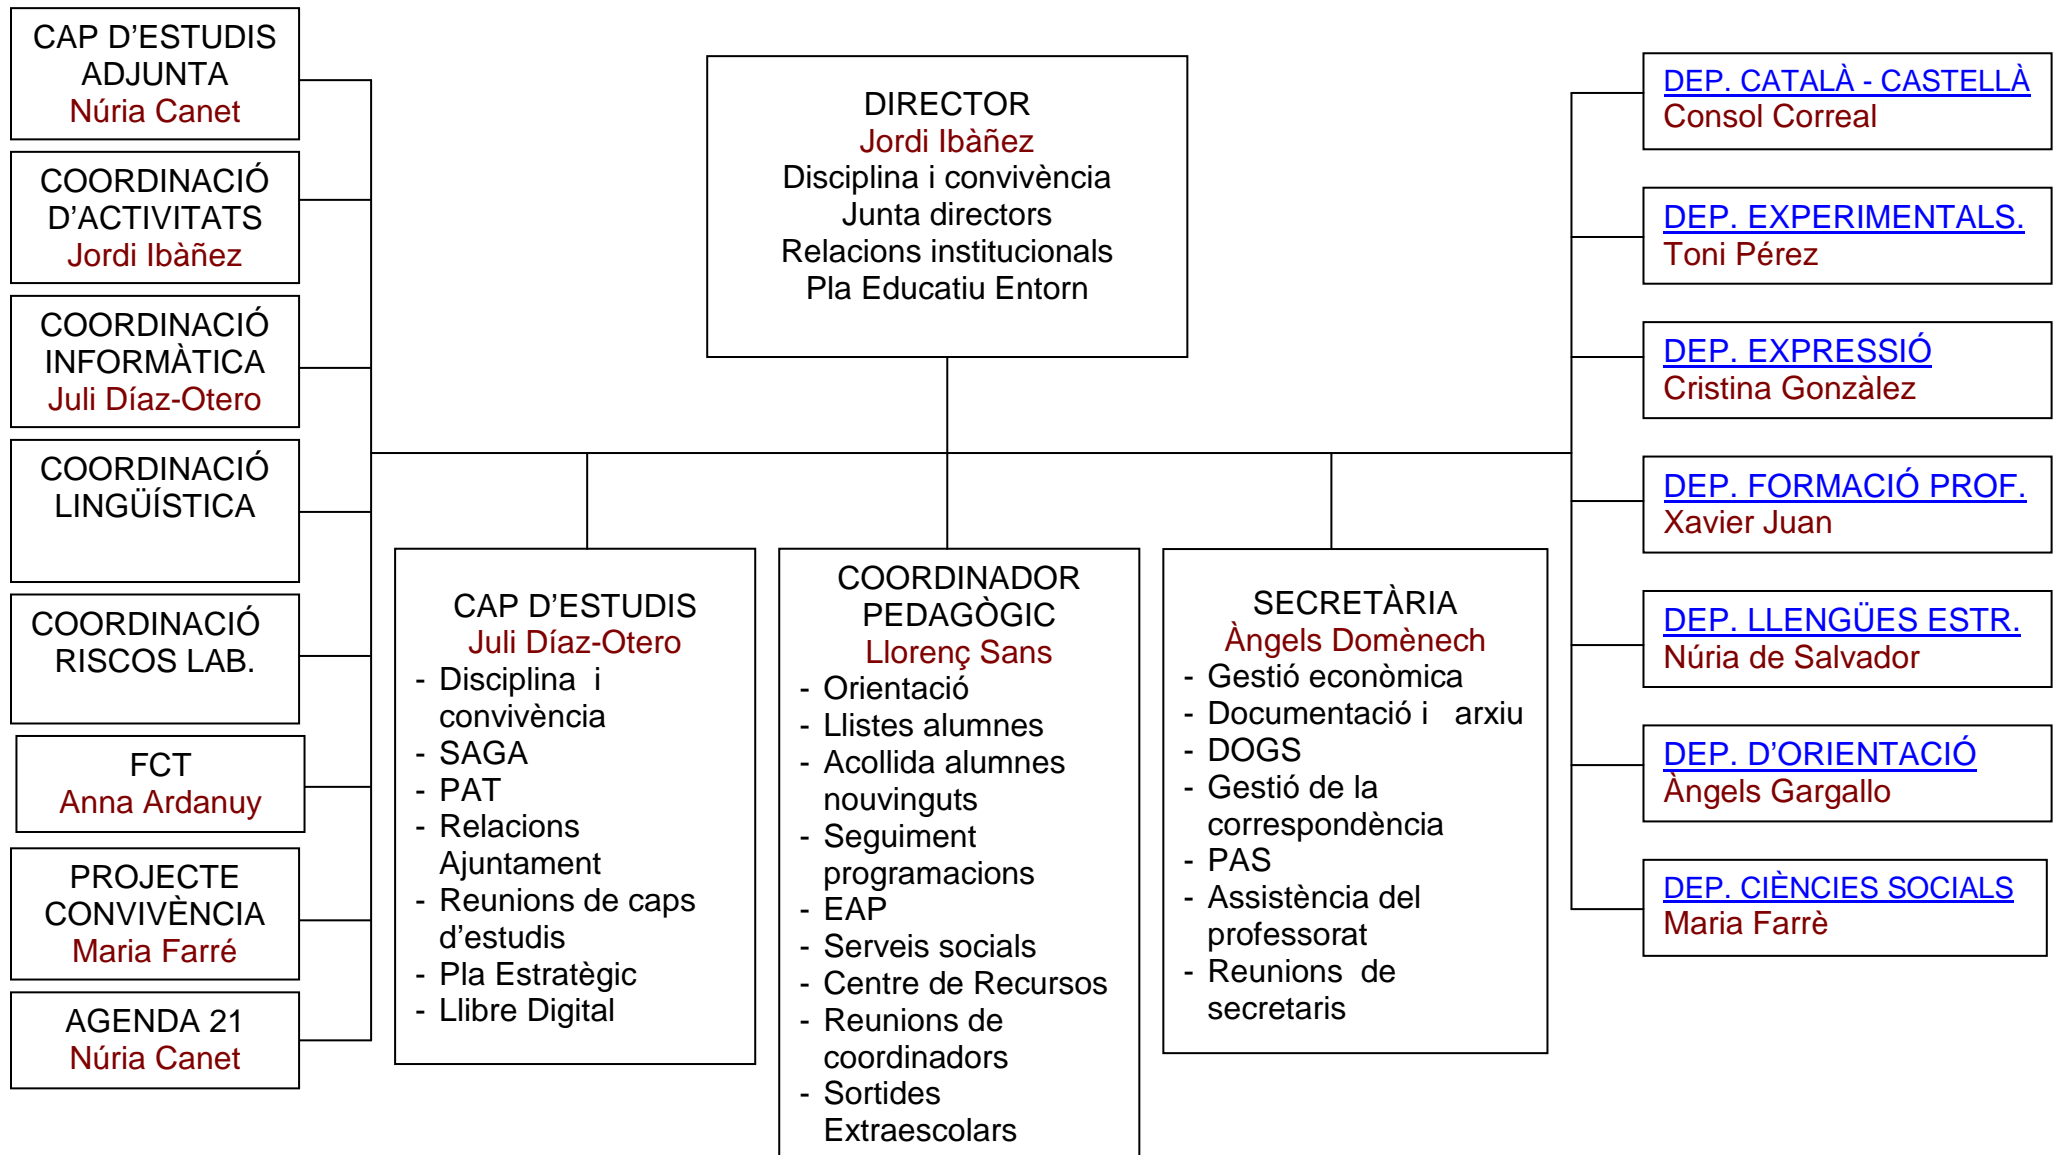 CAP D'ESTUDIS
ADJUNTA
Núria Canet
COORDINACIÓ
D'ACTIVITATS
Jordi Ibàñez
COORDINACIÓ
INFORMÀTICA
Juli Díaz-Otero
COORDINACIÓ
LINGÜÍSTICA
COORDINACIÓ
RISCOS LAB.
FCT
Anna Ardanuy
PROJECTE
CONVIVÈNCIA
Maria Farré
AGENDA 21
Núria Canet
DIRECTOR
Jordi Ibàñez
Disciplina i convivència
Junta directors
Relacions institucionals
Pla Educatiu Entorn
CAP D'ESTUDIS
Juli Díaz-Otero
- Disciplina i
convivència
- SAGA
- PAT
- Relacions
Ajuntament
- Reunions de caps
d'estudis
- Pla Estratègic
- Llibre Digital
COORDINADOR
PEDAGÒGIC
Llorenç Sans
- Orientació
- Llistes alumnes
- Acollida alumnes
nouvinguts
- Seguiment
programacions
- EAP
- Serveis socials
- Centre de Recursos
- Reunions de
coordinadors
- Sortides
Extraescolars
SECRETÀRIA
Àngels Domènech
- Gestió econòmica
- Documentació i arxiu
- DOGS
- Gestió de la
correspondència
- PAS
- Assistència del
professorat
- Reunions de
secretaris
DEP. CATALÀ - CASTELLÀ
Consol Correal
DEP. EXPERIMENTALS.
Toni Pérez
DEP. EXPRESSIÓ
Cristina Gonzàlez
DEP. FORMACIÓ PROF.
Xavier Juan
DEP. LLENGÜES ESTR.
Núria de Salvador
DEP. D'ORIENTACIÓ
Àngels Gargallo
DEP. CIÈNCIES SOCIALS
Maria Farrè